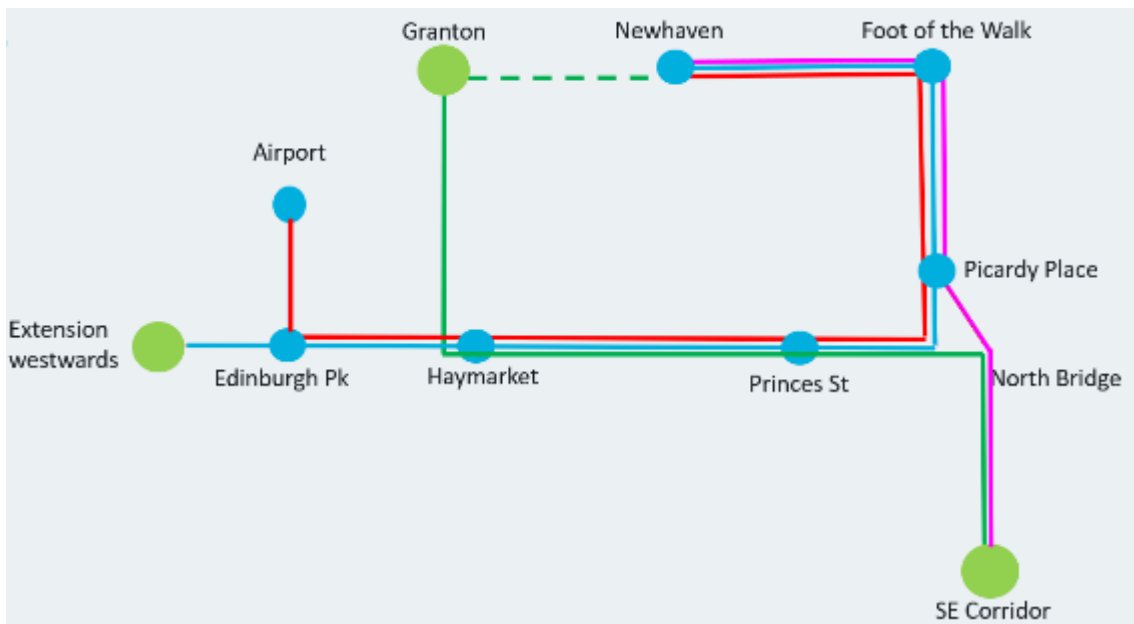 Granton
Newhaven
Foot of the Walk
Airport
Picardy Place
Extension
westwards
Edinburgh Pk
Haymarket
Princes St
North Bridge
SE Corridor